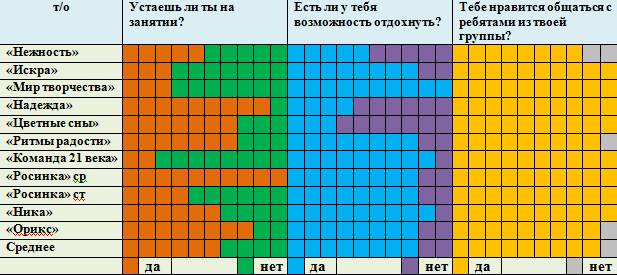 т/о
Устаешь ли ты на
занятии?
Есть ли у тебя
возможность отдохнуть?
Тебе нравится общаться с
ребятами из твоей
группы?
«Нежность»
«Искра»
«Мир творчества»
«Надежда»
«Цветные сны»
«Ритмы радости»
«Команда 21 века»
«Росинка» ср
«Росинка» ст
«Ника»
«Орикс»
Среднее
да нет да нет да нет